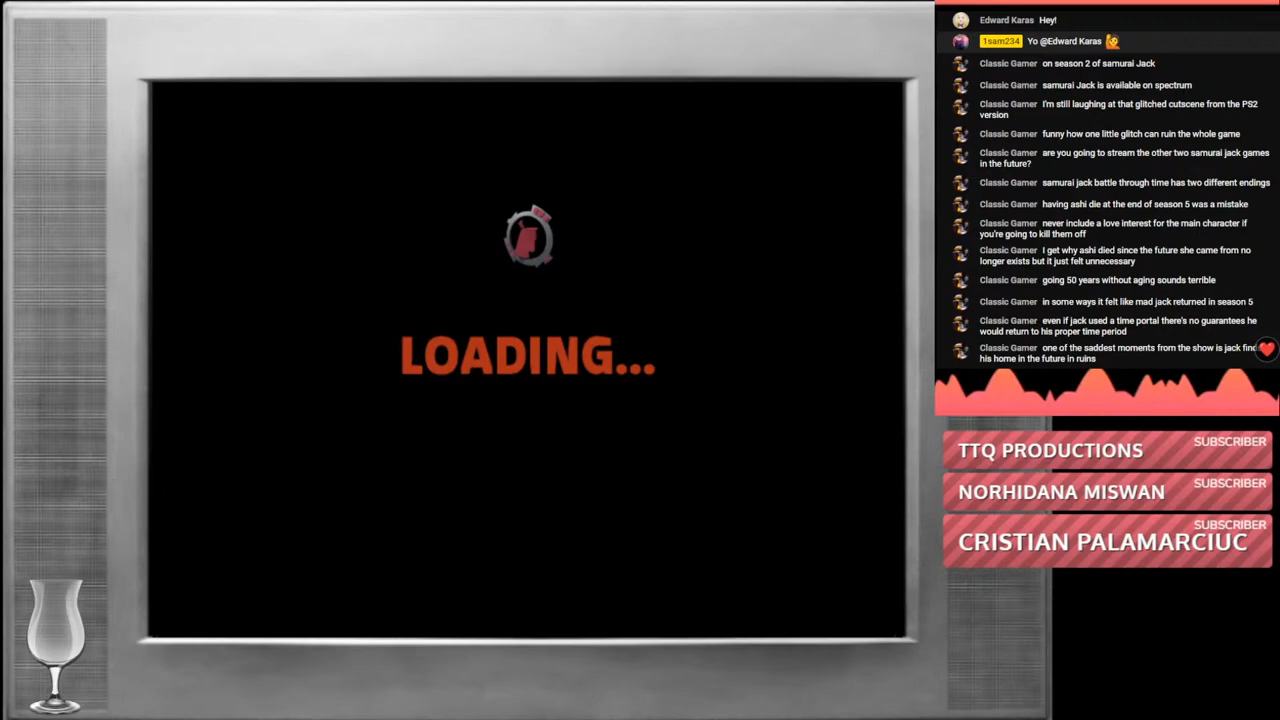 Edward Karas Hey!
1sam234 Yo @Edward Karas
Classic Gamer on season 2 of samurai Jack
Classic Gamer samurai Jack is available on spectrum
Classic Gamer I'm still laughing at that glitched cutscene from the PS2
version
Classic Gamer funny how one little glitch can ruin the whole game
Classic Gamer are you going to stream the other two samurai jack games
in the future?
Classic Gamer samurai jack battle through time has two different endings
Classic Gamer having ashi die at the end of season 5 was a mistake
Classic Gamer never include a love interest for the main character if
you're going to kill them off
Classic Gamer I get why ashi died since the future she came from no
longer exists but it just felt unnecessary
Classic Gamer going 50 years without aging sounds terrible
Classic Gamer in some ways it felt like mad jack returned in season 5
Classic Gamer even if jack used a time portal there's no guarantees he
would return to his proper time period
Classic Gamer one of the saddest moments from the show is jack find
his home in the future in ruins
LOADING...
TTQ PRODUCTIONS SUBSCRIBER
NORHIDANA MISWAN SUBSCRIBER
CRISTIAN PALAMARCIUC SUBSCRIBER